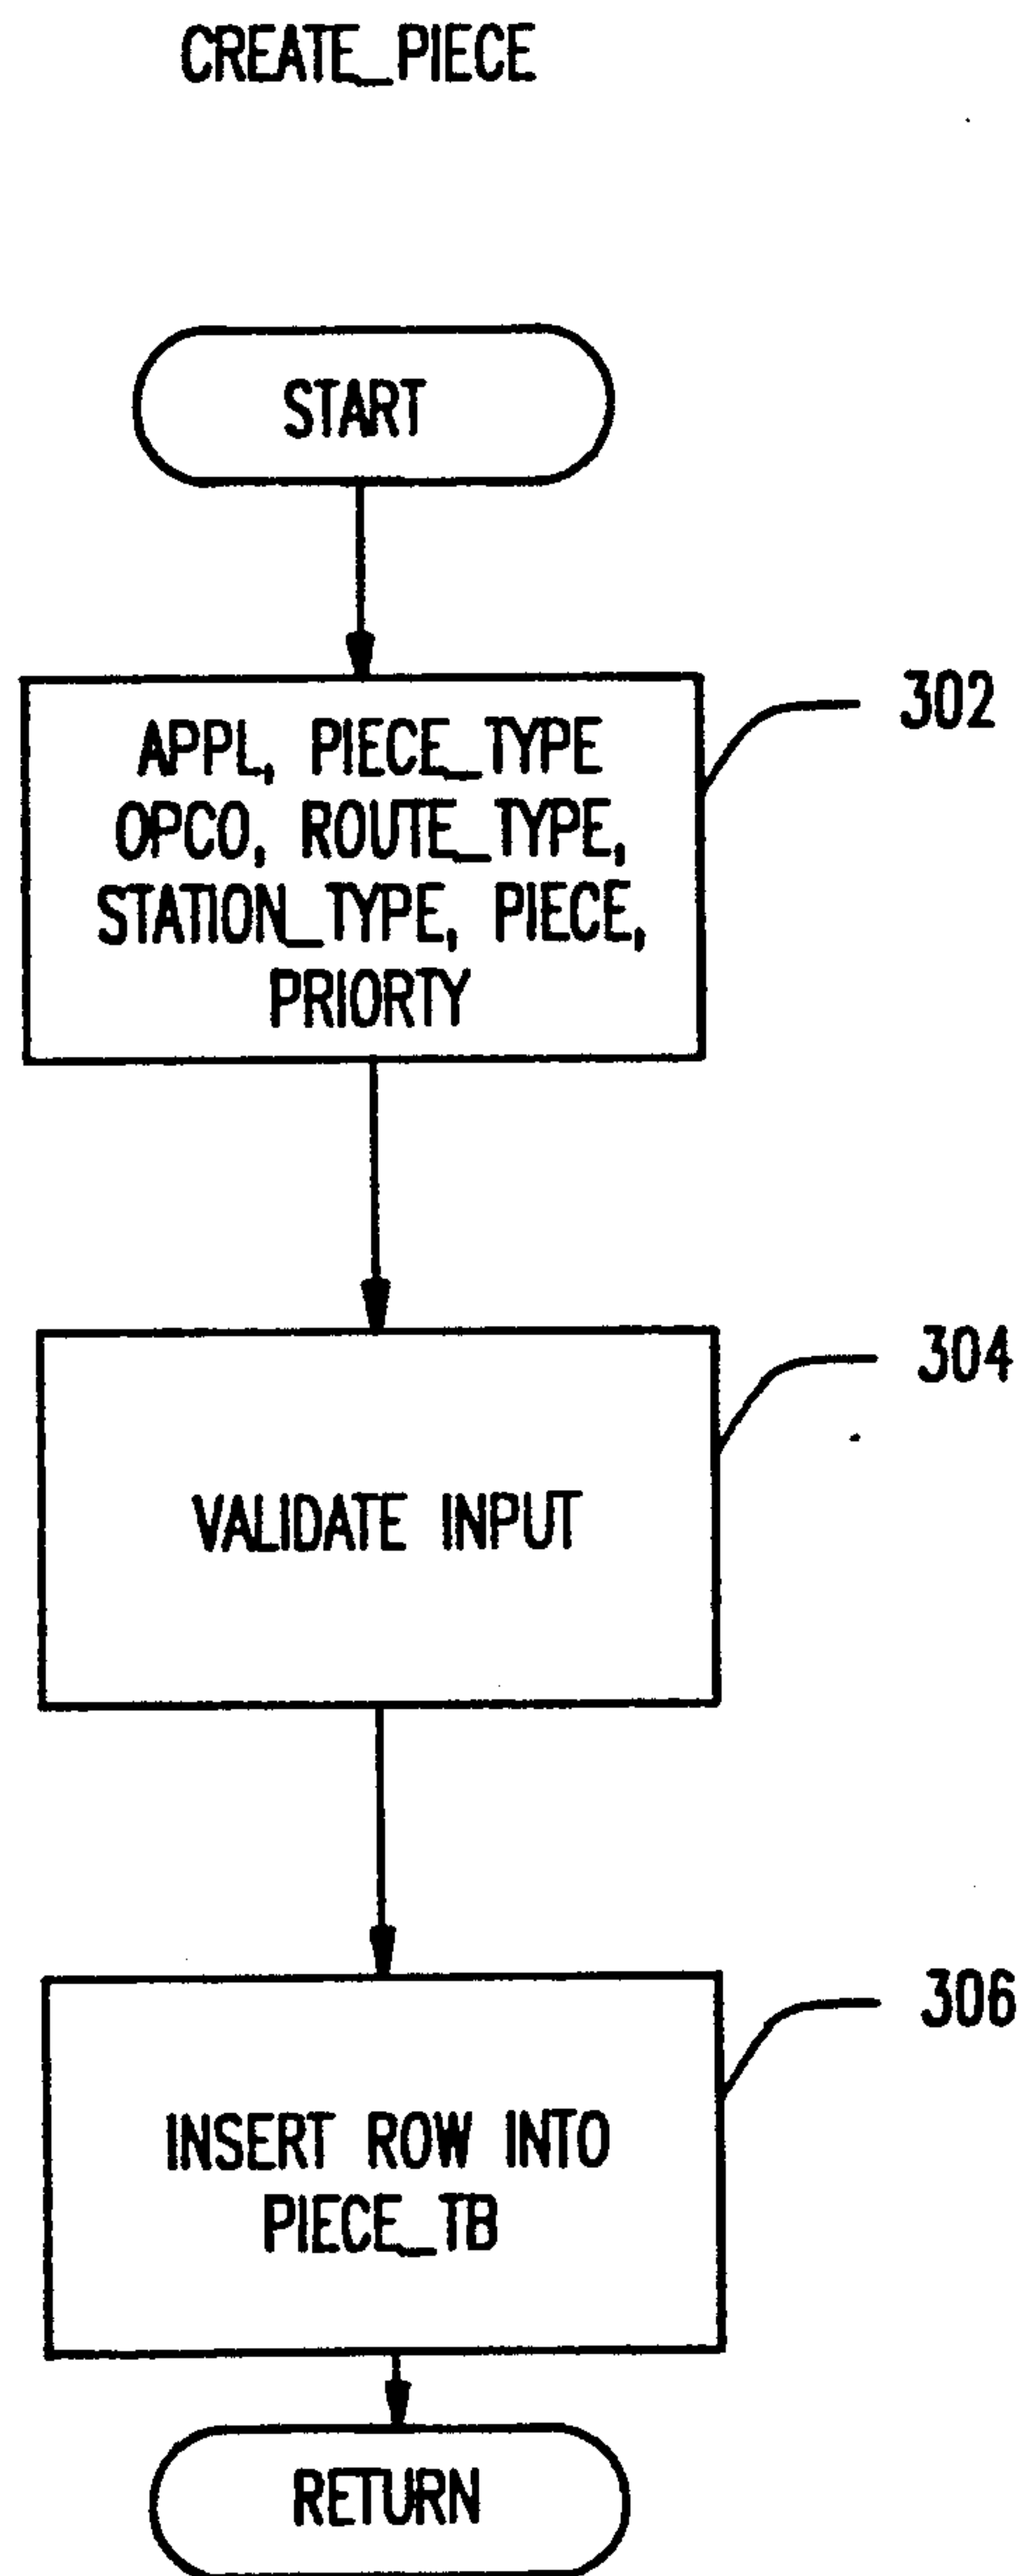 CREATE_PIECE
START
302
APPL, PIECE_TYPE
OPCO, ROUTE_TYPE,
STATION_TYPE, PIECE,
PRIORTY
304
VALIDATE INPUT
306
INSERT ROW INTO
PIECE_TB
RETURN